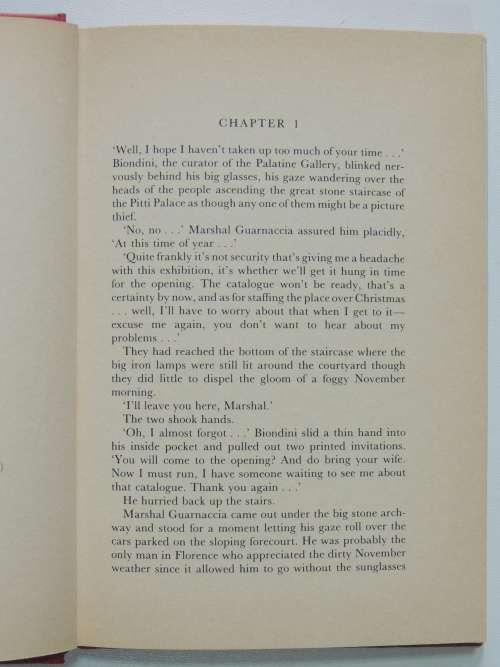 CHAPTER 1
‘Well, I hope I haven’t taken up too much of your time . . .’
Biondini, the curator of the Palatine Gallery, blinked ner-
vously behind his big glasses, his gaze wandering over the
heads of the people ascending the great stone staircase of
the Pitti Palace as though any one of them might be a picture
thief.
‘No, no . . .’ Marshal Guarnaccia assured him placidly,
‘At this time of year . . .’
‘Quite frankly it’s not security that’s giving me a headache
with this exhibition, it’s whether we’ll get it hung in time
for the opening. The catalogue won’t be ready, that’s a
certainty by now, and as for staffing the place over Christmas
. . . well, I’ll have to worry about that when I get to it—
excuse me again, you don’t want to hear about my
problems . . .’
They had reached the bottom of the staircase where the
big iron lamps were still lit around the courtyard though
they did little to dispel the gloom of a foggy November
morning.
‘I’ll leave you here, Marshal.’
The two shook hands.
‘Oh, I almost forgot . . .’ Biondini slid a thin hand into
his inside pocket and pulled out two printed invitations.
‘You will come to the opening? And do bring your wife.
Now I must run, I have someone waiting to see me about
that catalogue. Thank you again . . .’
He hurried back up the stairs.
Marshal Guarnaccia came out under the big stone arch-
way and stood for a moment letting his gaze roll over the
cars parked on the sloping forecourt. He was probably the
only man in Florence who appreciated the dirty November
weather since it allowed him to go without the sunglasses